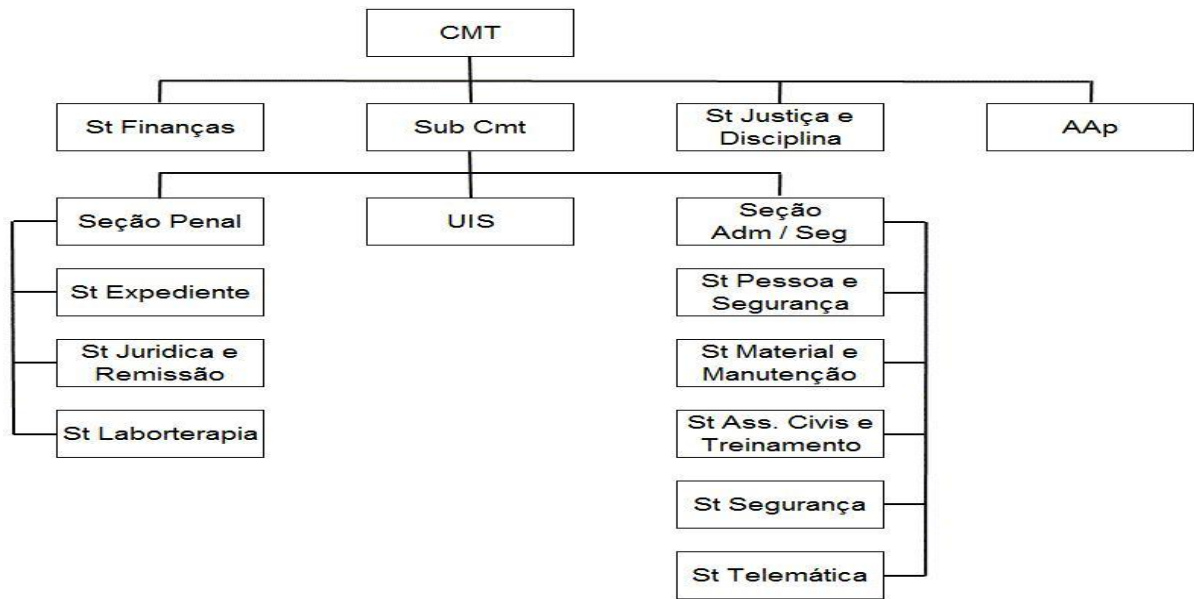 CMT
St Finanças
Sub Cmt
St Justiça e
Disciplina
AAp
Seção Penal
UIS
Seção
Adm / Seg
St Expediente
St Pessoa e
Segurança
St Juridica e
Remissão
St Material e
Manutenção
St Laborterapia
St Ass. Civis e
Treinamento
St Segurança
St Telemática